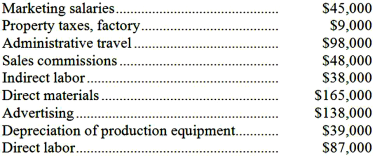 Marketing salaries.............................................. $45,000
Property taxes, factory........................................ $9,000
Administrative travel........................................... $98,000
Sales commissions............................................. $48,000
Indirect labor..................................................... $38,000
Direct materials.................................................. $165,000
Advertising......................................................... $138,000
Depreciation of production equipment............. $39,000
Direct labor......................................................... $87,000